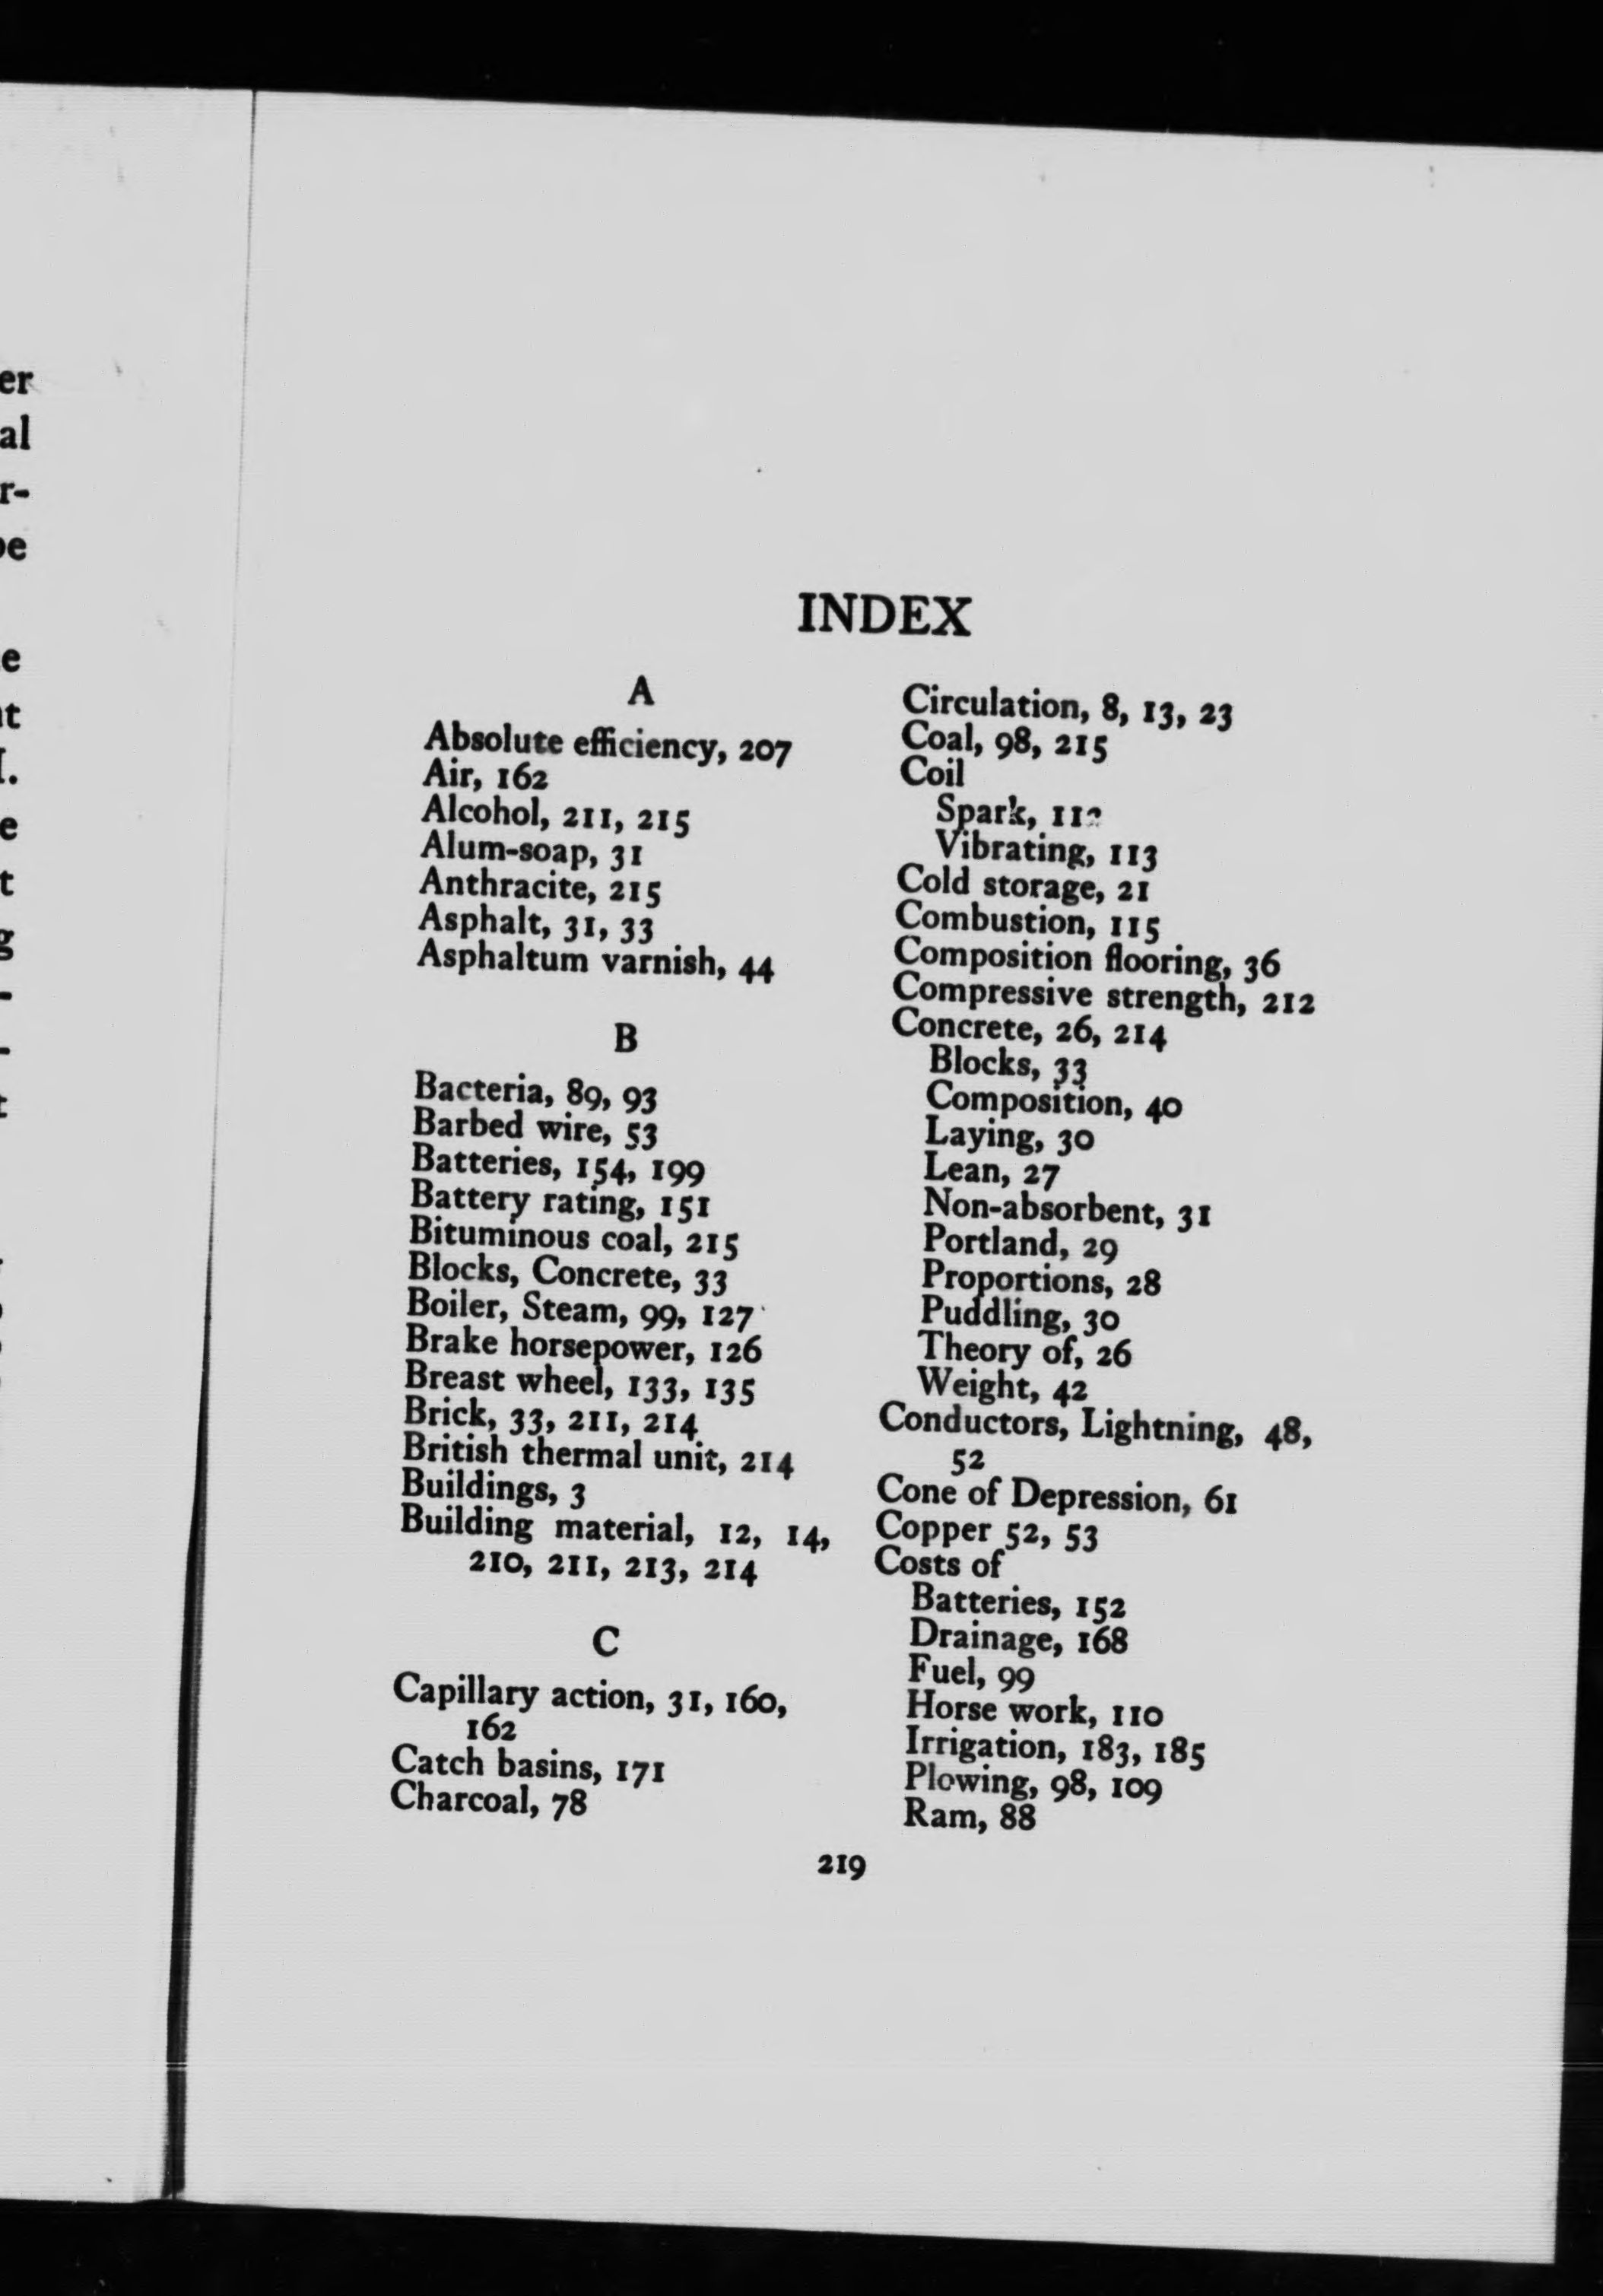 er
al
r-
be
e
t
I.
e
t
g
-
-
t
INDEX
A
Absolute efficiency, 207
Air, 162
Alcohol, 211, 215
Alum-soap, 31
Anthracite, 215
Asphalt, 31, 33
Asphaltum varnish, 44
B
Bacteria, 89, 93
Barbed wire, 53
Batteries, 154, 199
Battery rating, 151
Bituminous coal, 215
Blocks, Concrete, 33
Boiler, Steam, 99, 127
Brake horsepower, 126
Breast wheel, 133, 135
Brick, 33, 211, 214
British thermal unit, 214
Buildings, 3
Building material, 12, 14,
210, 211, 213, 214
C
Capillary action, 31, 160,
162
Catch basins, 171
Charcoal, 78
Circulation, 8, 13, 23
Coal, 98, 215
Coil
Spark,
Vibrating, 113
Cold storage, 21
Combustion, 115
Composition flooring, 36
Compressive strength, 212
Concrete, 26, 214
Blocks, 33
Composition, 40
Laying, 30
Lean, 27
Non-absorbent, 31
Portland, 29
Proportions, 28
Puddling, 30
Theory of, 26
Weight, 42
Conductors, Lightning, 48,
52
Cone of Depression, 61
Copper 52, 53
Costs of
Batteries, 152
Drainage, 168
Fuel, 99
Horse work, 110
Irrigation, 183, 185
Plowing, 98, 109
Ram, 88
219